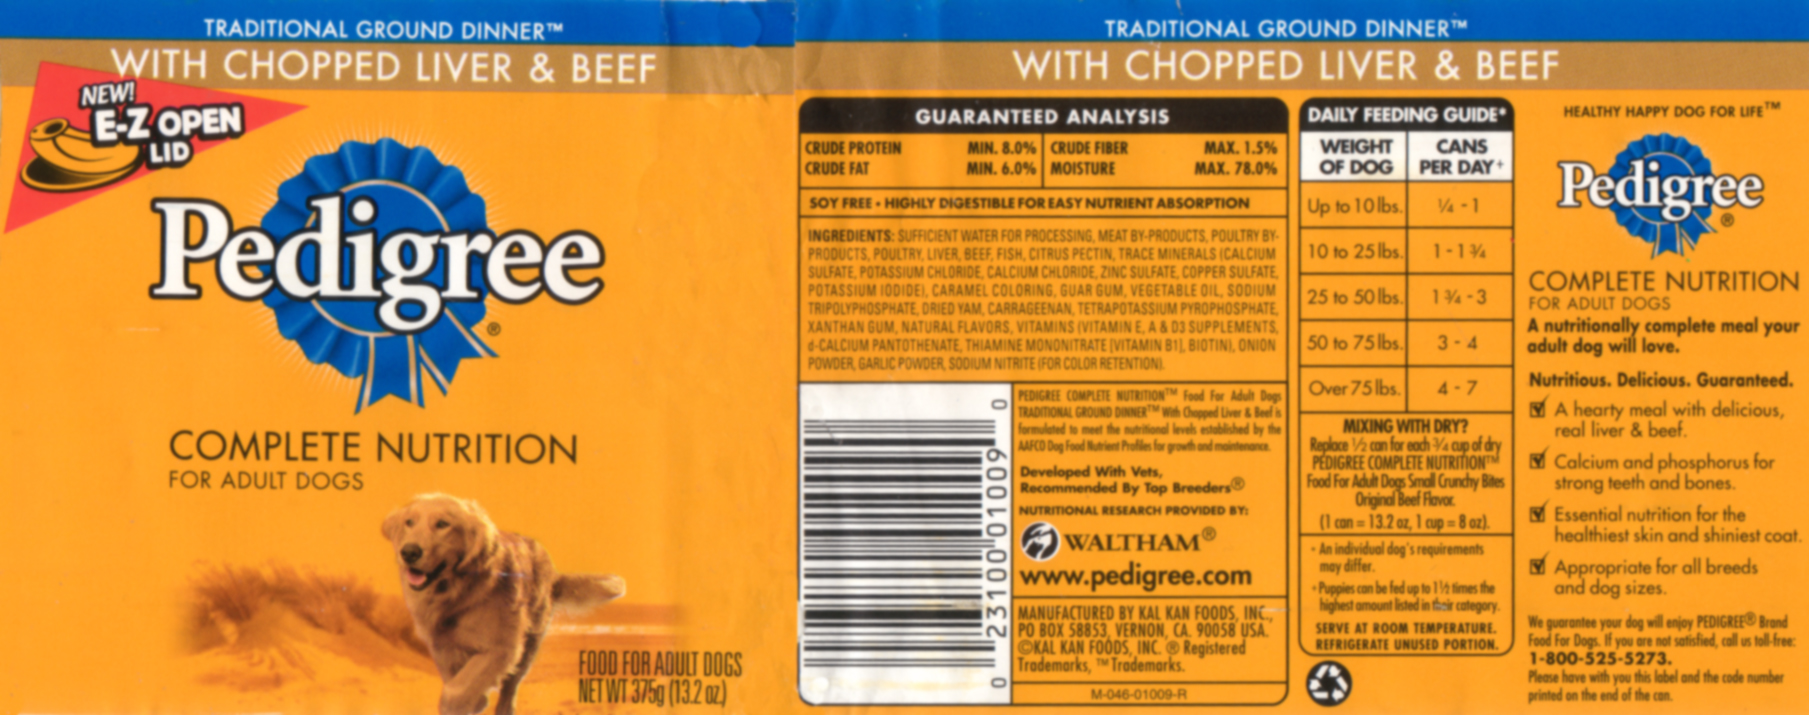 TRADITIONAL GROUND DINNER™
WITH CHOPPED LIVER & BEEF
NEW!
E-Z OPEN
LID
Pedigree
®
COMPLETE NUTRITION
FOR ADULT DOGS
FOOD FOR ADULT DOGS
NET WT 375g (13.2 oz.)
TRADITIONAL GROUND DINNER™
WITH CHOPPED LIVER & BEEF
GUARANTEED ANALYSIS
CRUDE PROTEIN MIN. 8.0% CRUDE FIBER MAX. 1.5%
CRUDE FAT MIN. 6.0% MOISTURE MAX. 78.0%
SOY FREE • HIGHLY DIGESTIBLE FOR EASY NUTRIENT ABSORPTION
INGREDIENTS: SUFFICIENT WATER FOR PROCESSING, MEAT BY-PRODUCTS, POULTRY BY-
PRODUCTS, POULTRY, LIVER, BEEF, FISH, CITRUS PECTIN, TRACE MINERALS (CALCIUM
SULFATE, POTASSIUM CHLORIDE, CALCIUM CHLORIDE, ZINC SULFATE, COPPER SULFATE,
POTASSIUM IODIDE), CARAMEL COLORING, GUAR GUM, VEGETABLE OIL, SODIUM
TRIPOLYPHOSPHATE, DRIED YAM, CARRAGEENAN, TETRAPOTASSIUM PYROPHOSPHATE,
XANTHAN GUM, NATURAL FLAVORS, VITAMINS (VITAMIN E, A & D3 SUPPLEMENTS,
d-CALCIUM PANTOTHENATE, THIAMINE MONONITRATE [VITAMIN B1], BIOTIN), ONION
POWDER, GARLIC POWDER, SODIUM NITRITE (FOR COLOR RETENTION).
0 23100 01009 0
PEDIGREE COMPLETE NUTRITION™ Food For Adult Dogs
TRADITIONAL GROUND DINNER™ With Chopped Liver & Beef is
formulated to meet the nutritional levels established by the
AAFCO Dog Food Nutrient Profiles for growth and maintenance.
Developed With Vets,
Recommended By Top Breeders®
NUTRITIONAL RESEARCH PROVIDED BY:
WALTHAM®
www.pedigree.com
MANUFACTURED BY KAL KAN FOODS, INC.,
PO BOX 58853, VERNON, CA. 90058 USA.
©KAL KAN FOODS, INC. ® Registered
Trademarks, ™ Trademarks.
M-046-01009-R
DAILY FEEDING GUIDE*
WEIGHT OF DOG CANS PER DAY+
Up to 10 lbs. ¼ - 1
10 to 25 lbs. 1 - 1 ¾
25 to 50 lbs. 1 ¾ - 3
50 to 75 lbs. 3 - 4
Over 75 lbs. 4 - 7
MIXING WITH DRY?
Replace ½ can for each ¾ cup of dry
PEDIGREE COMPLETE NUTRITION™
Food For Adult Dogs Small Crunchy Bites
Original Beef Flavor.
(1 can = 13.2 oz, 1 cup = 8 oz).
• An individual dog's requirements
may differ.
+ Puppies can be fed up to 1½ times the
highest amount listed in their category.
SERVE AT ROOM TEMPERATURE.
REFRIGERATE UNUSED PORTION.
HEALTHY HAPPY DOG FOR LIFE™
Pedigree
®
COMPLETE NUTRITION
FOR ADULT DOGS
A nutritionally complete meal your
adult dog will love.
Nutritious. Delicious. Guaranteed.
A hearty meal with delicious,
real liver & beef.
Calcium and phosphorus for
strong teeth and bones.
Essential nutrition for the
healthiest skin and shiniest coat.
Appropriate for all breeds
and dog sizes.
We guarantee your dog will enjoy PEDIGREE® Brand
Food For Dogs. If you are not satisfied, call us toll-free:
1-800-525-5273.
Please have with you this label and the code number
printed on the end of the can.